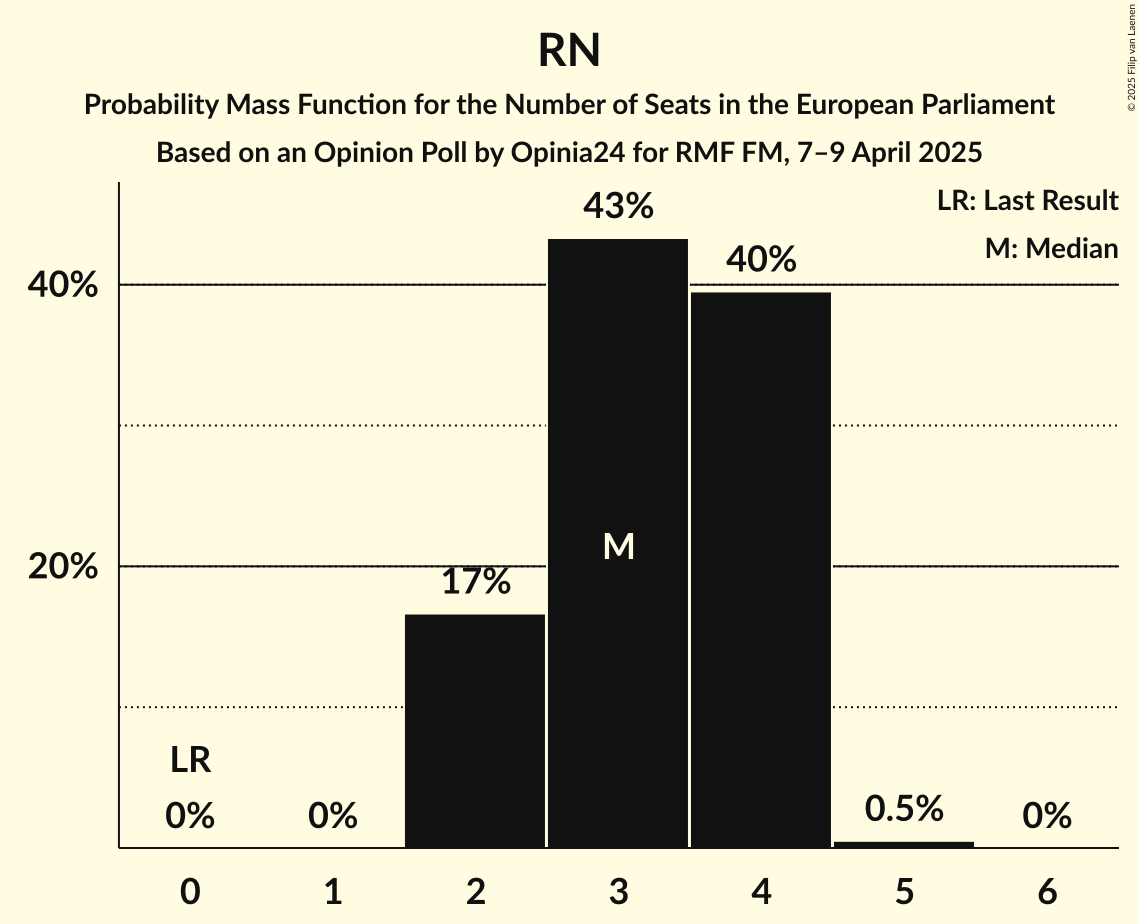 RN
Probability Mass Function for the Number of Seats in the European Parliament
Based on an Opinion Poll by Opinia24 for RMF FM, 7–9 April 2025
© 2025 Filip van Laenen
LR: Last Result
M: Median
43%
40%
40%
20%
17%
M
LR
0%
0%
0.5%
0%
0
1
2
3
4
5
6